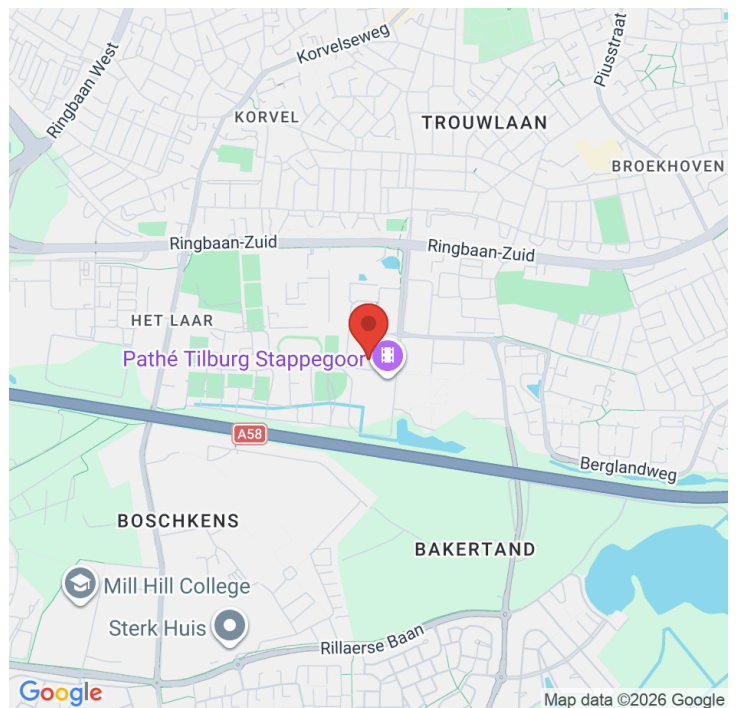 Korvelseweg
Ringbaan West
Piusstraat
KORVEL
TROUWLAAN
BROEKHOVEN
Ringbaan-Zuid
Ringbaan-Zuid
HET LAAR
Pathé Tilburg Stappegoor
A58
Berglandweg
BOSCHKENS
BAKERTAND
Mill Hill College
Sterk Huis
Rillaerse Baan
Google
Map data ©2026 Google